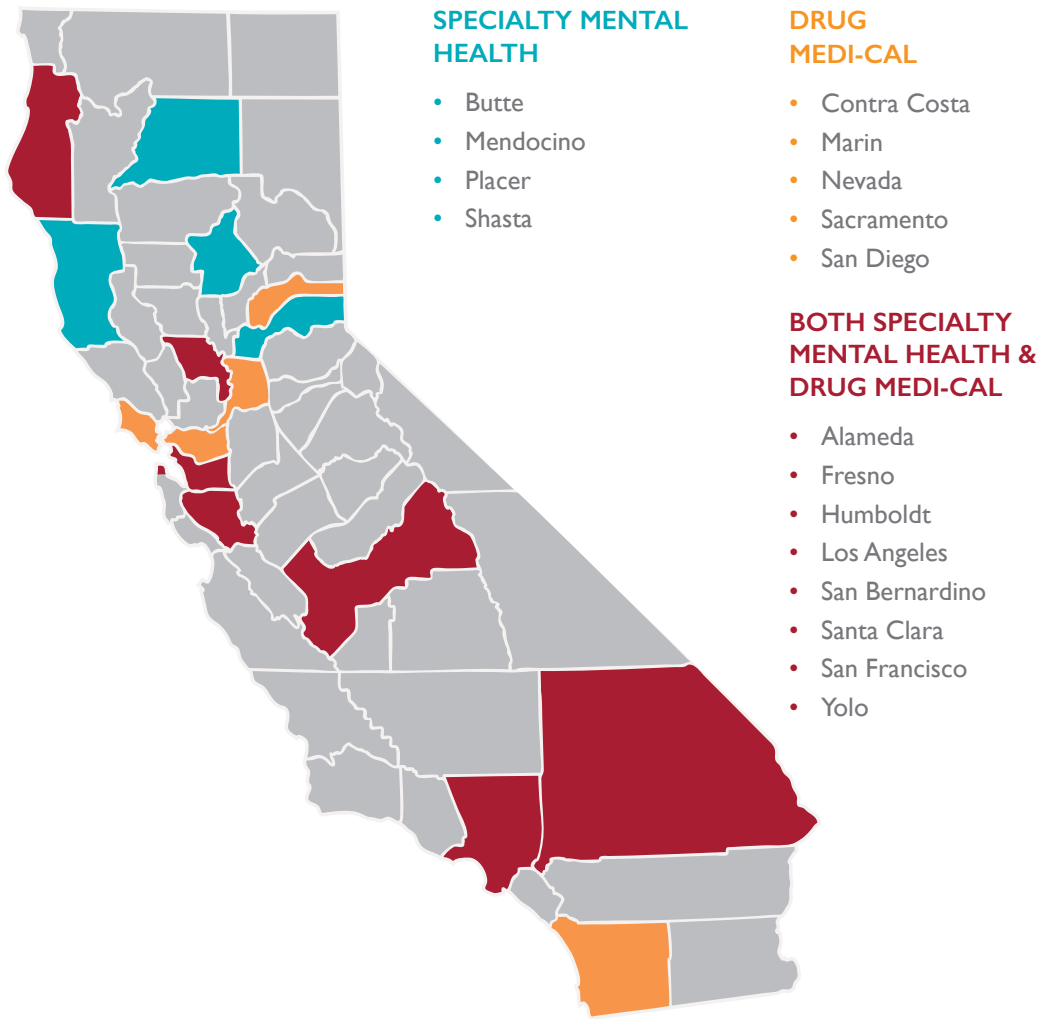 SPECIALTY MENTAL
HEALTH
• Butte
• Mendocino
• Placer
• Shasta
DRUG
MEDI-CAL
• Contra Costa
• Marin
• Nevada
• Sacramento
• San Diego
BOTH SPECIALTY
MENTAL HEALTH &
DRUG MEDI-CAL
• Alameda
• Fresno
• Humboldt
• Los Angeles
• San Bernardino
• Santa Clara
• San Francisco
• Yolo